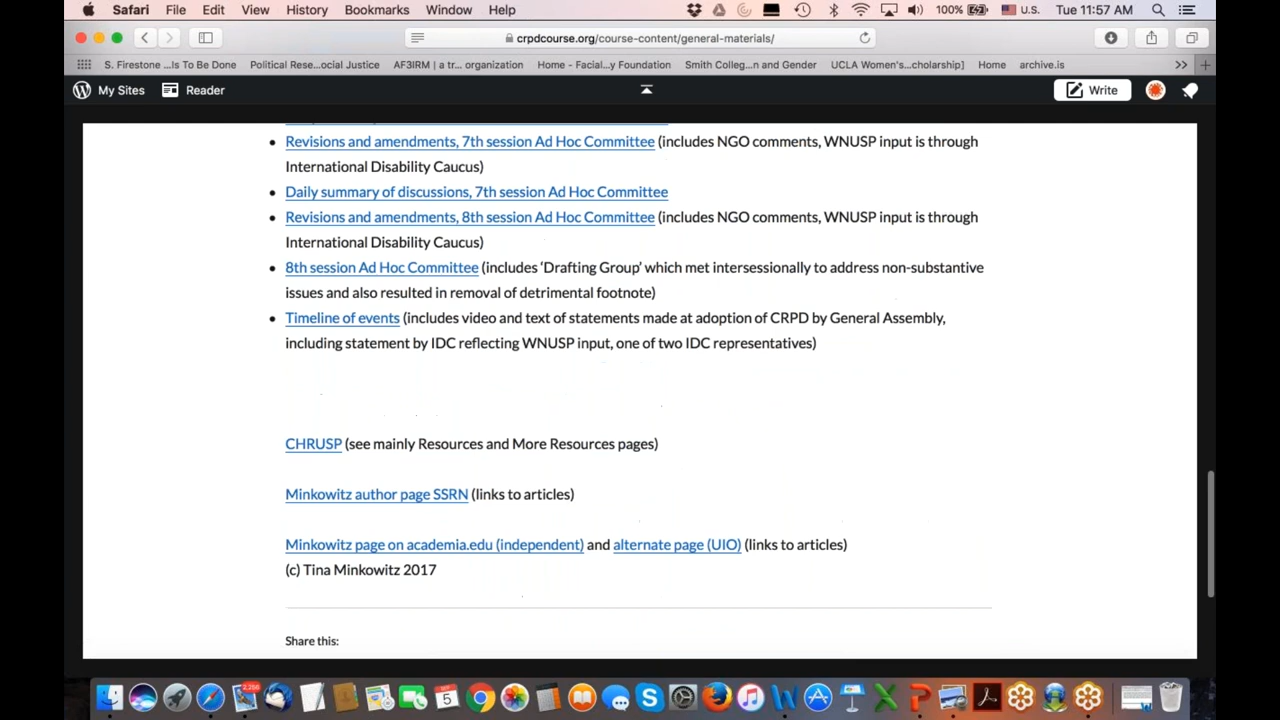 Safari File Edit View History Bookmarks Window Help 100% U.S. Tue 11:57 AM
crpdcourse.org/course-content/general-materials/
S. Firestone ...Is To Be Done Political Rese...ocial Justice AF3IRM | a tr... organization Home - Facial...y Foundation Smith Colleg...n and Gender UCLA Women's...cholarship] Home archive.is
My Sites Reader Write
Revisions and amendments, 7th session Ad Hoc Committee (includes NGO comments, WNUSP input is through
International Disability Caucus)
Daily summary of discussions, 7th session Ad Hoc Committee
Revisions and amendments, 8th session Ad Hoc Committee (includes NGO comments, WNUSP input is through
International Disability Caucus)
8th session Ad Hoc Committee (includes ‘Drafting Group’ which met intersessionally to address non-substantive
issues and also resulted in removal of detrimental footnote)
Timeline of events (includes video and text of statements made at adoption of CRPD by General Assembly,
including statement by IDC reflecting WNUSP input, one of two IDC representatives)
CHRUSP (see mainly Resources and More Resources pages)
Minkowitz author page SSRN (links to articles)
Minkowitz page on academia.edu (independent) and alternate page (UIO) (links to articles)
(c) Tina Minkowitz 2017
Share this: